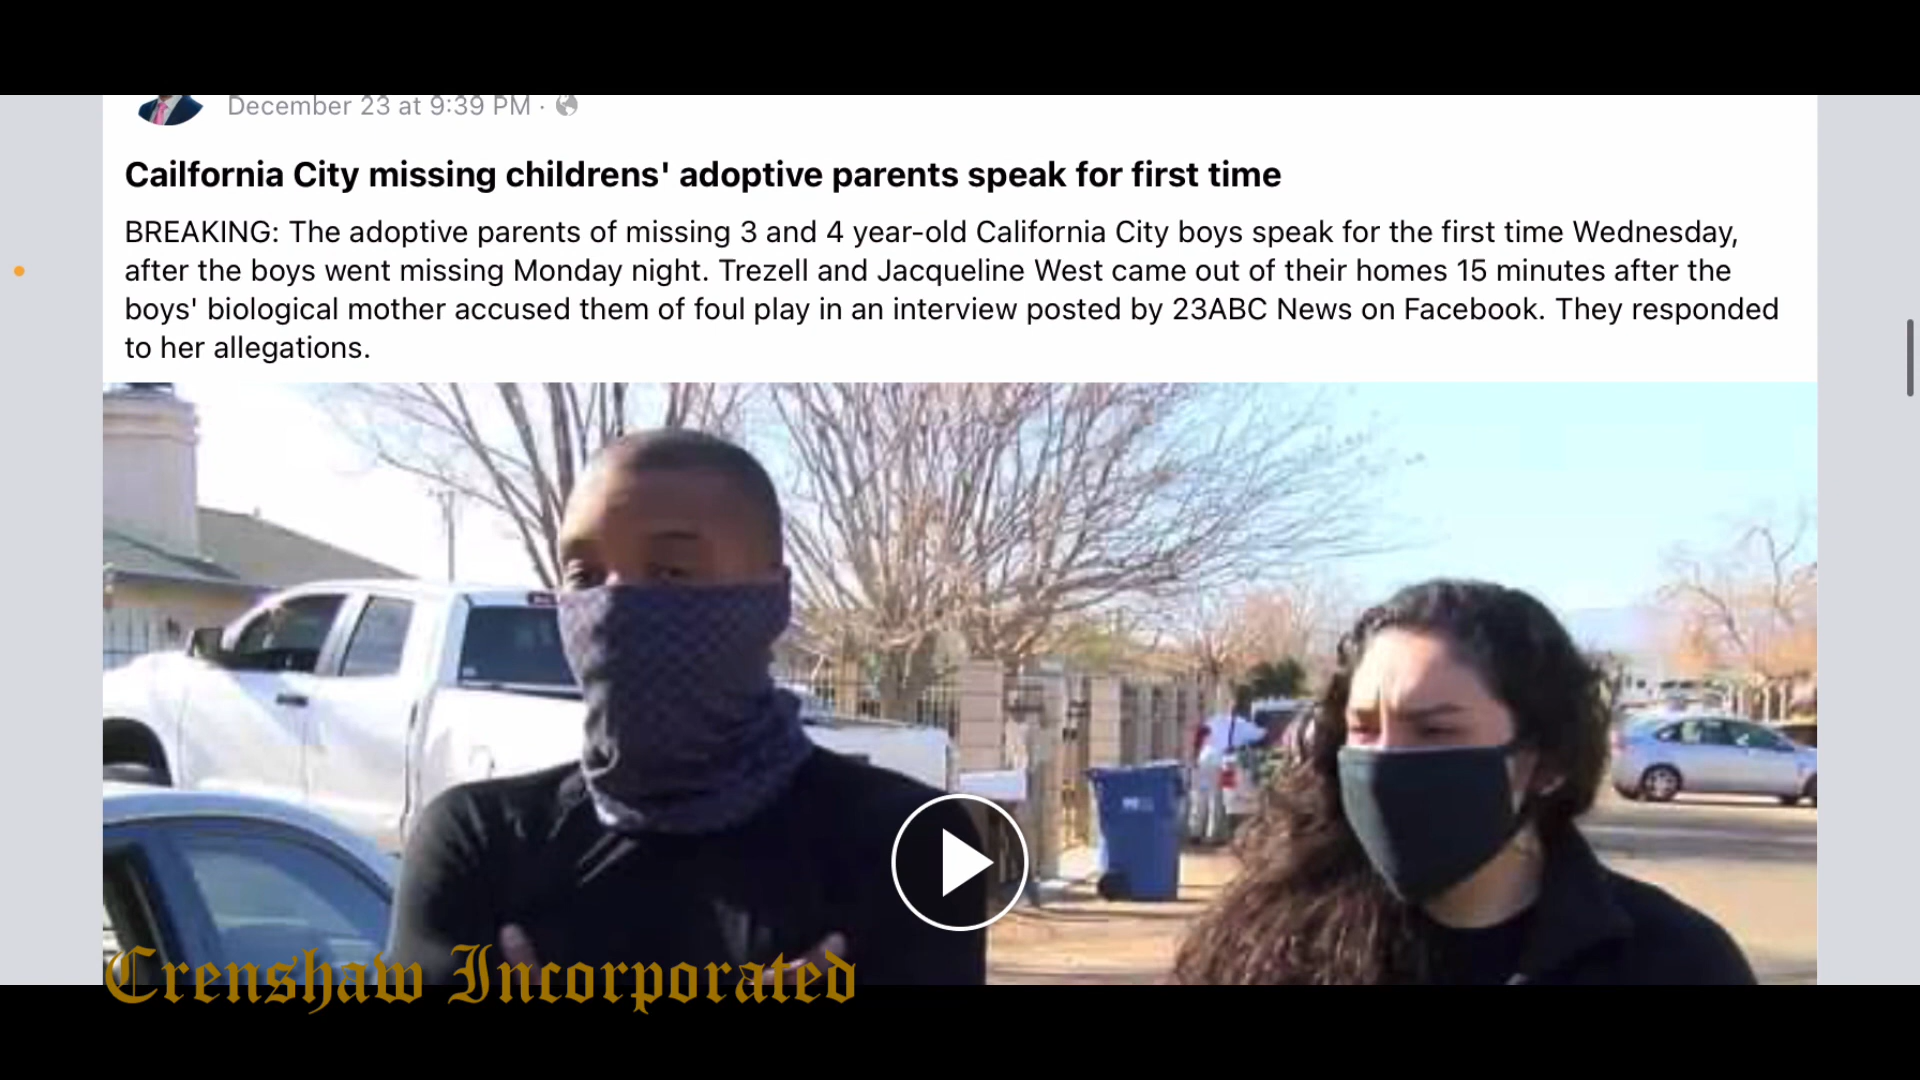 December 23 at 9:39 PM ·
Cailfornia City missing childrens' adoptive parents speak for first time
BREAKING: The adoptive parents of missing 3 and 4 year-old California City boys speak for the first time Wednesday,
after the boys went missing Monday night. Trezell and Jacqueline West came out of their homes 15 minutes after the
boys' biological mother accused them of foul play in an interview posted by 23ABC News on Facebook. They responded
to her allegations.
Crenshaw Incorporated